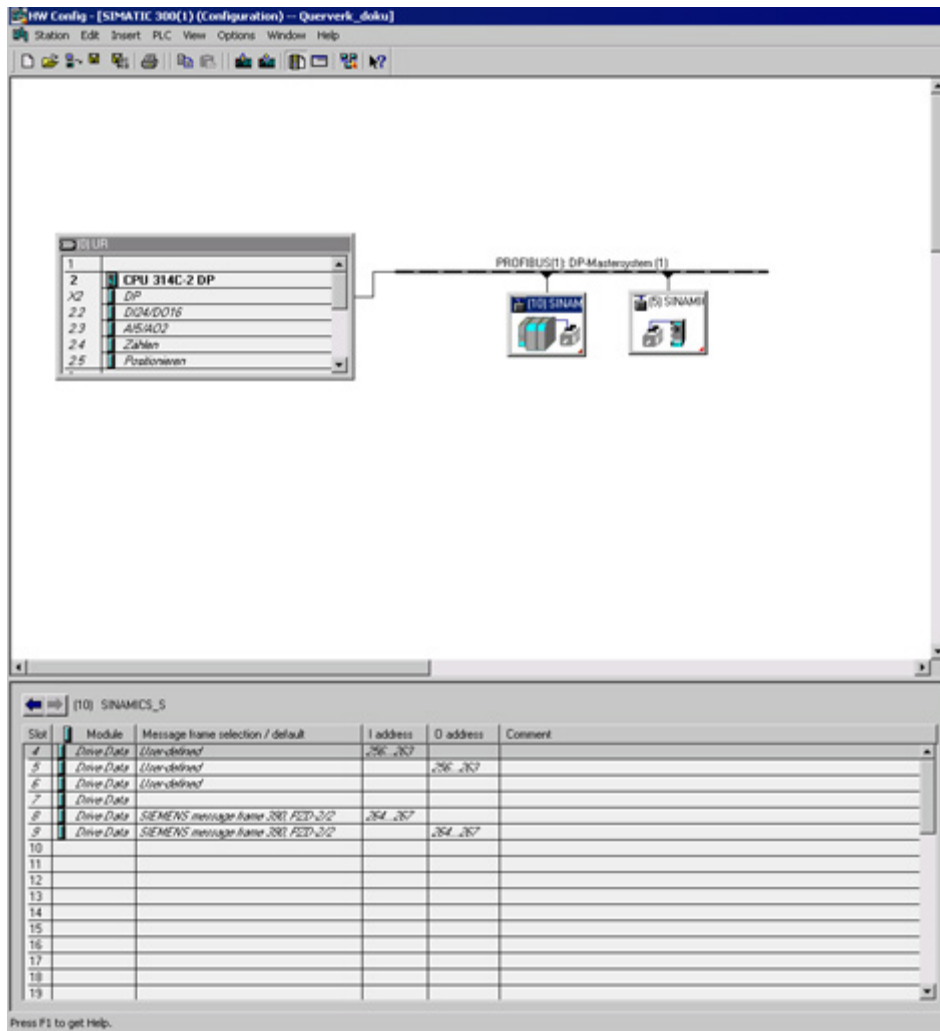 HW Config - [SIMATIC 300(1) (Configuration) -- Querverk_doku]
Station Edit Insert PLC View Options Window Help
(0) UR
1
2 CPU 314C-2 DP
X2 DP
2.2 DI24/DO16
2.3 AI5/AO2
2.4 Zählen
2.5 Positionieren
PROFIBUS(1): DP-Mastersystem (1)
(10) SINAM
(5) SINAMI
(10) SINAMICS_S
Slot Module Message frame selection / default I address O address Comment
4 Drive Data User-defined 256...263
5 Drive Data User-defined 256...263
6 Drive Data User-defined
7 Drive Data
8 Drive Data SIEMENS message frame 390, PZD-2/2 264...267
9 Drive Data SIEMENS message frame 390, PZD-2/2 264...267
10
11
12
13
14
15
16
17
18
19
Press F1 to get Help.